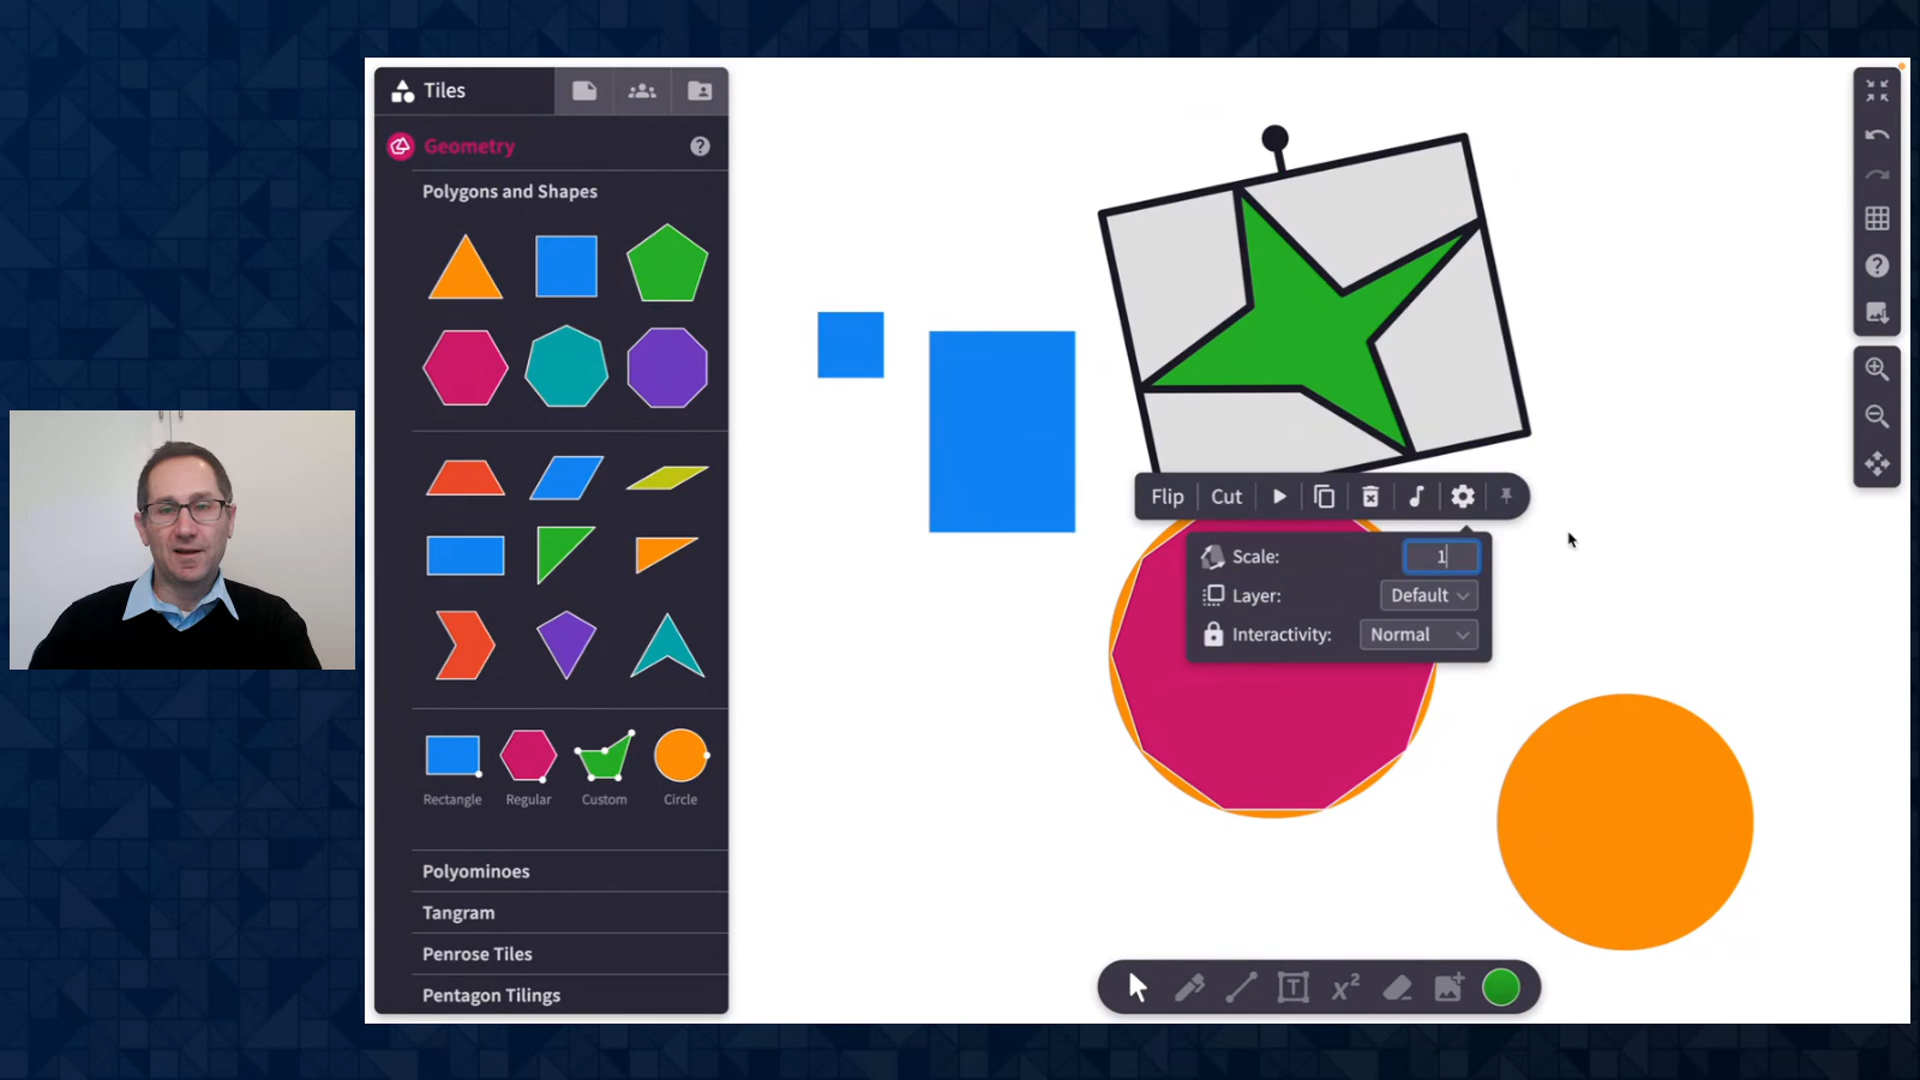 Tiles
Geometry
Polygons and Shapes
Rectangle Regular Custom Circle
Polyominoes
Tangram
Penrose Tiles
Pentagon Tilings
Flip Cut
Scale: 1
Layer: Default
Interactivity: Normal
T x²